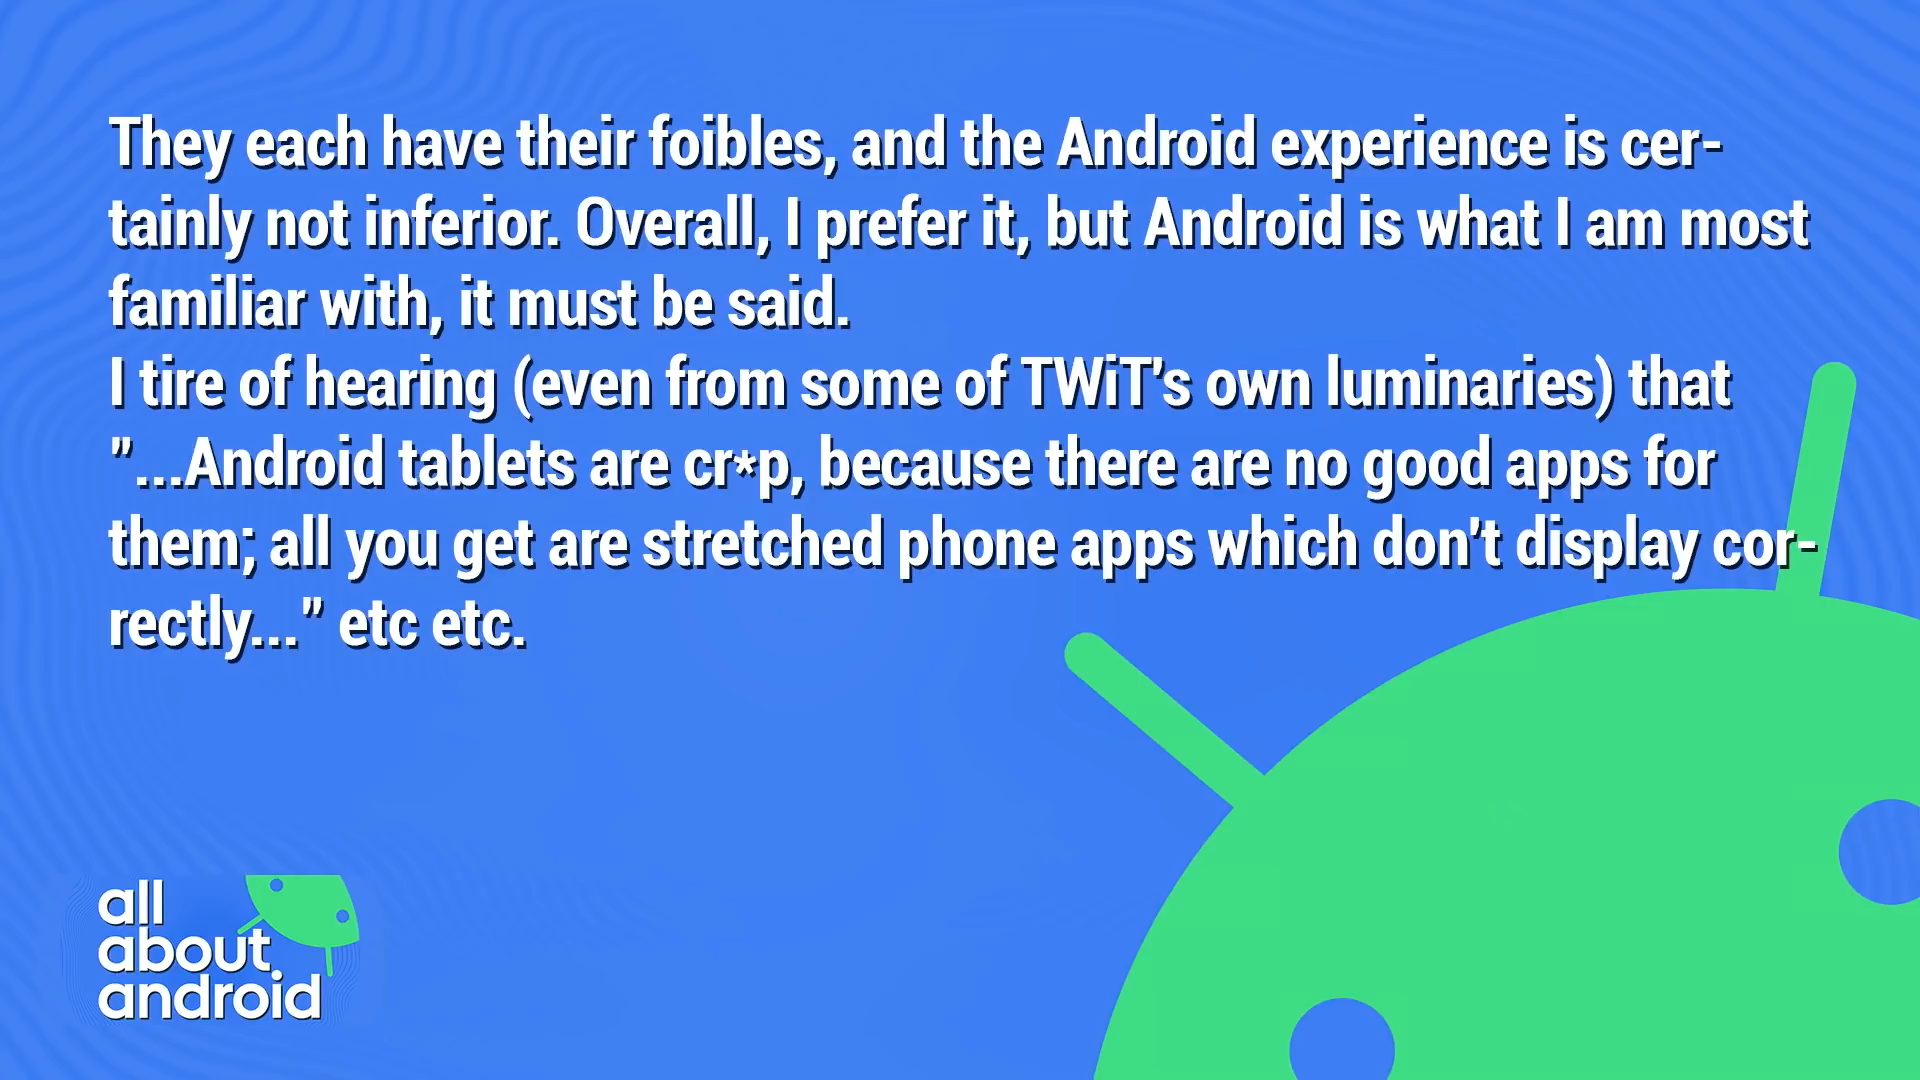 They each have their foibles, and the Android experience is cer-
tainly not inferior. Overall, I prefer it, but Android is what I am most
familiar with, it must be said.
I tire of hearing (even from some of TWiT's own luminaries) that
"...Android tablets are cr*p, because there are no good apps for
them; all you get are stretched phone apps which don't display cor-
rectly..." etc etc.
all
about
android